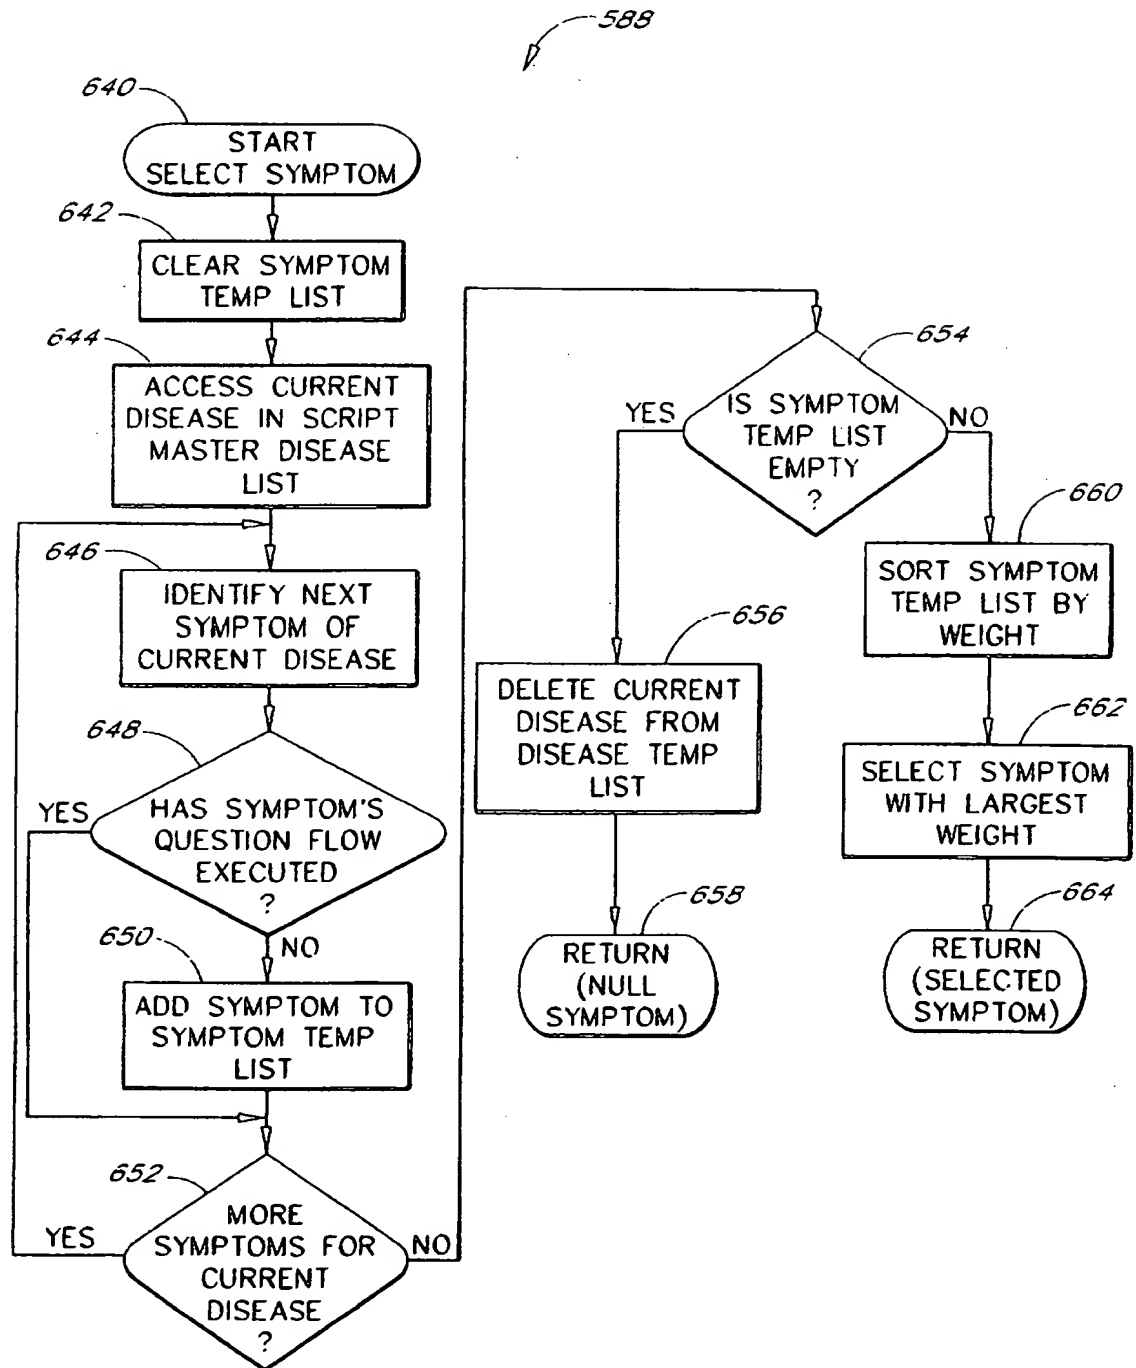 588
640
START
SELECT SYMPTOM
642
CLEAR SYMPTOM
TEMP LIST
644
ACCESS CURRENT
DISEASE IN SCRIPT
MASTER DISEASE
LIST
646
IDENTIFY NEXT
SYMPTOM OF
CURRENT DISEASE
648
YES
HAS SYMPTOM'S
QUESTION FLOW
EXECUTED
?
NO
650
ADD SYMPTOM TO
SYMPTOM TEMP
LIST
652
YES
MORE
SYMPTOMS FOR
CURRENT
DISEASE
?
NO
654
YES
IS SYMPTOM
TEMP LIST
EMPTY
?
NO
656
DELETE CURRENT
DISEASE FROM
DISEASE TEMP
LIST
658
RETURN
(NULL
SYMPTOM)
660
SORT SYMPTOM
TEMP LIST BY
WEIGHT
662
SELECT SYMPTOM
WITH LARGEST
WEIGHT
664
RETURN
(SELECTED
SYMPTOM)